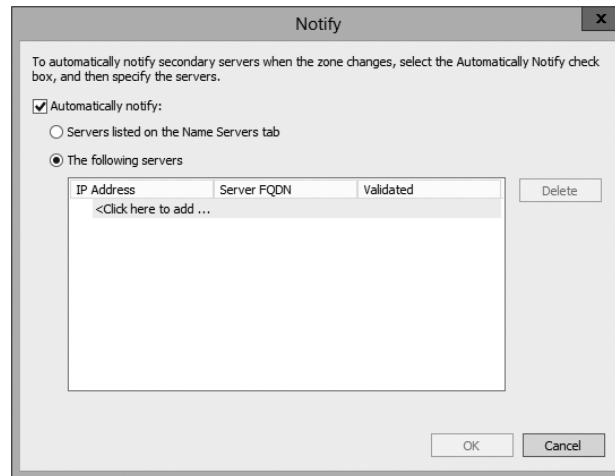 Notify
x
To automatically notify secondary servers when the zone changes, select the Automatically Notify check
box, and then specify the servers.
Automatically notify:
Servers listed on the Name Servers tab
The following servers
IP Address Server FQDN Validated
Delete
<Click here to add ...
OK Cancel